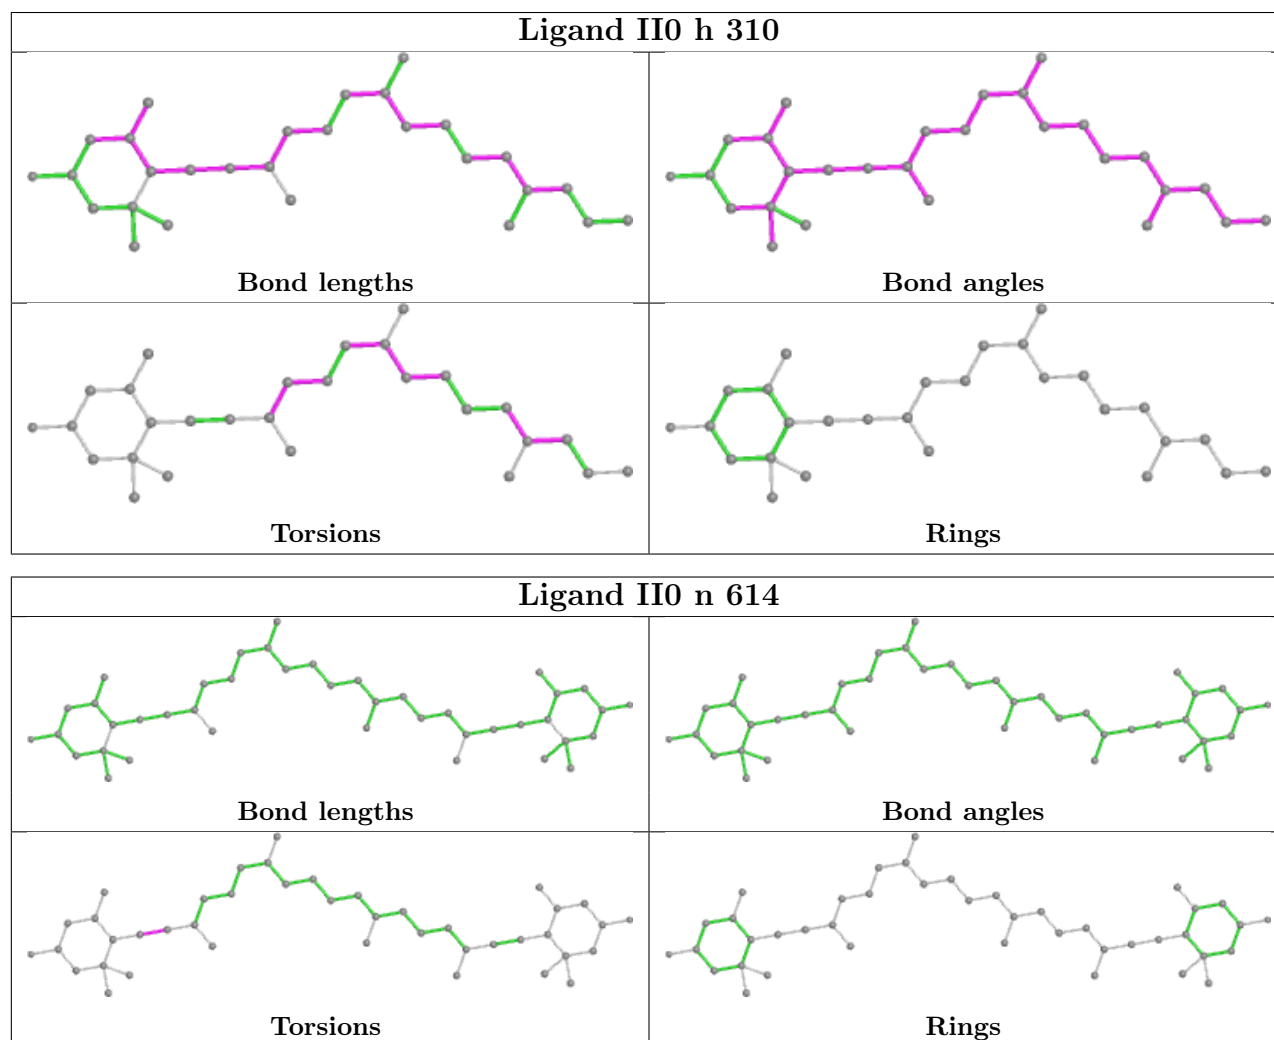 Ligand II0 h 310
Bond lengths
Bond angles
Torsions
Rings
Ligand II0 n 614
Bond lengths
Bond angles
Torsions
Rings